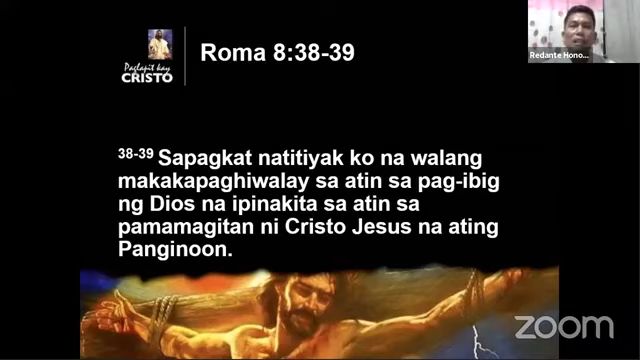 Paglapit kay
CRISTO
Roma 8:38-39
Redante Hono...
38-39 Sapagkat natitiyak ko na walang
makakapaghiwalay sa atin sa pag-ibig
ng Dios na ipinakita sa atin sa
pamamagitan ni Cristo Jesus na ating
Panginoon.
zoom